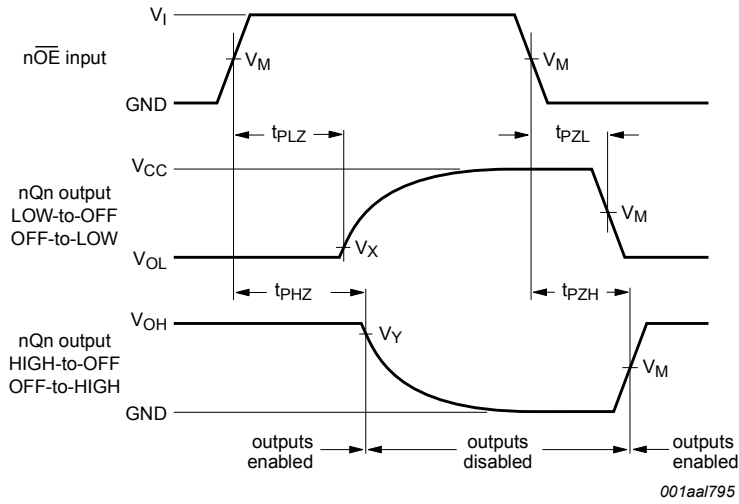 V_I
nOE input
V_M
V_M
GND
t_PLZ
t_PZL
V_CC
nQn output
LOW-to-OFF
OFF-to-LOW
V_M
V_X
V_OL
t_PHZ
t_PZH
V_OH
nQn output
HIGH-to-OFF
OFF-to-HIGH
V_Y
V_M
GND
outputs
enabled
outputs
disabled
outputs
enabled
001aal795